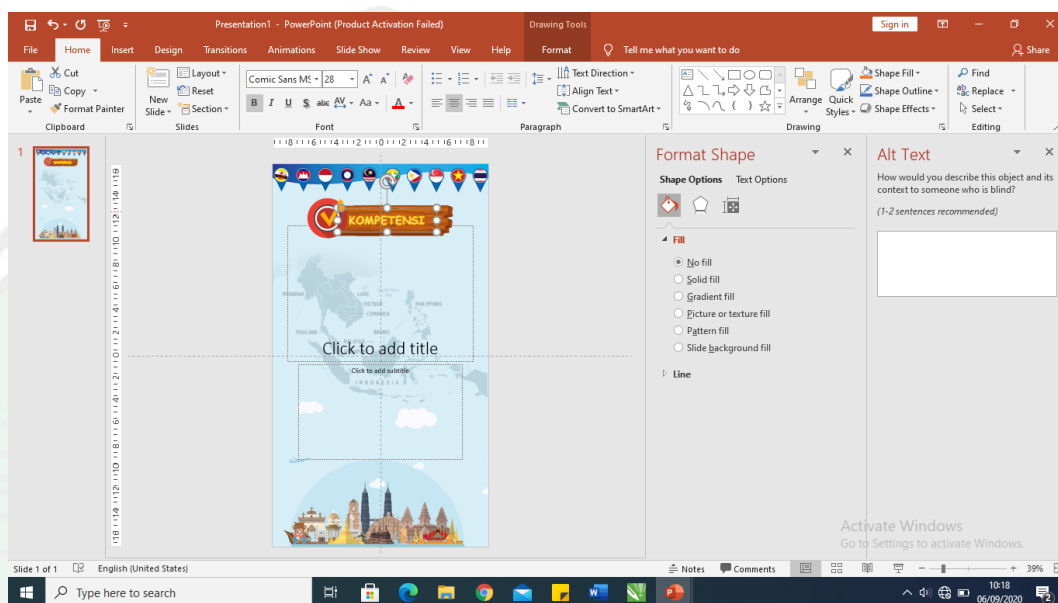 Presentation1 - PowerPoint (Product Activation Failed)
Drawing Tools
Sign in
File Home Insert Design Transitions Animations Slide Show Review View Help Format Tell me what you want to do Share
Paste
Cut
Copy
Format Painter
Clipboard
New Slide
Layout
Reset
Section
Slides
Comic Sans MS 28
B I U S abc AV Aa A
Font
Text Direction
Align Text
Convert to SmartArt
Paragraph
Arrange
Quick Styles
Shape Fill
Shape Outline
Shape Effects
Drawing
Find
Replace
Select
Editing
1
KOMPETENSI
MYANMAR
LAOS
VIETNAM
CAMBODIA
PHILIPPINES
THAILAND
BRUNEI
Click to add title
Click to add subtitle
INDONESIA
Format Shape
Shape Options Text Options
Fill
No fill
Solid fill
Gradient fill
Picture or texture fill
Pattern fill
Slide background fill
Line
Alt Text
How would you describe this object and its
context to someone who is blind?
(1-2 sentences recommended)
Activate Windows
Go to Settings to activate Windows.
Slide 1 of 1 English (United States) Notes Comments 39%
Type here to search
10:18
06/09/2020